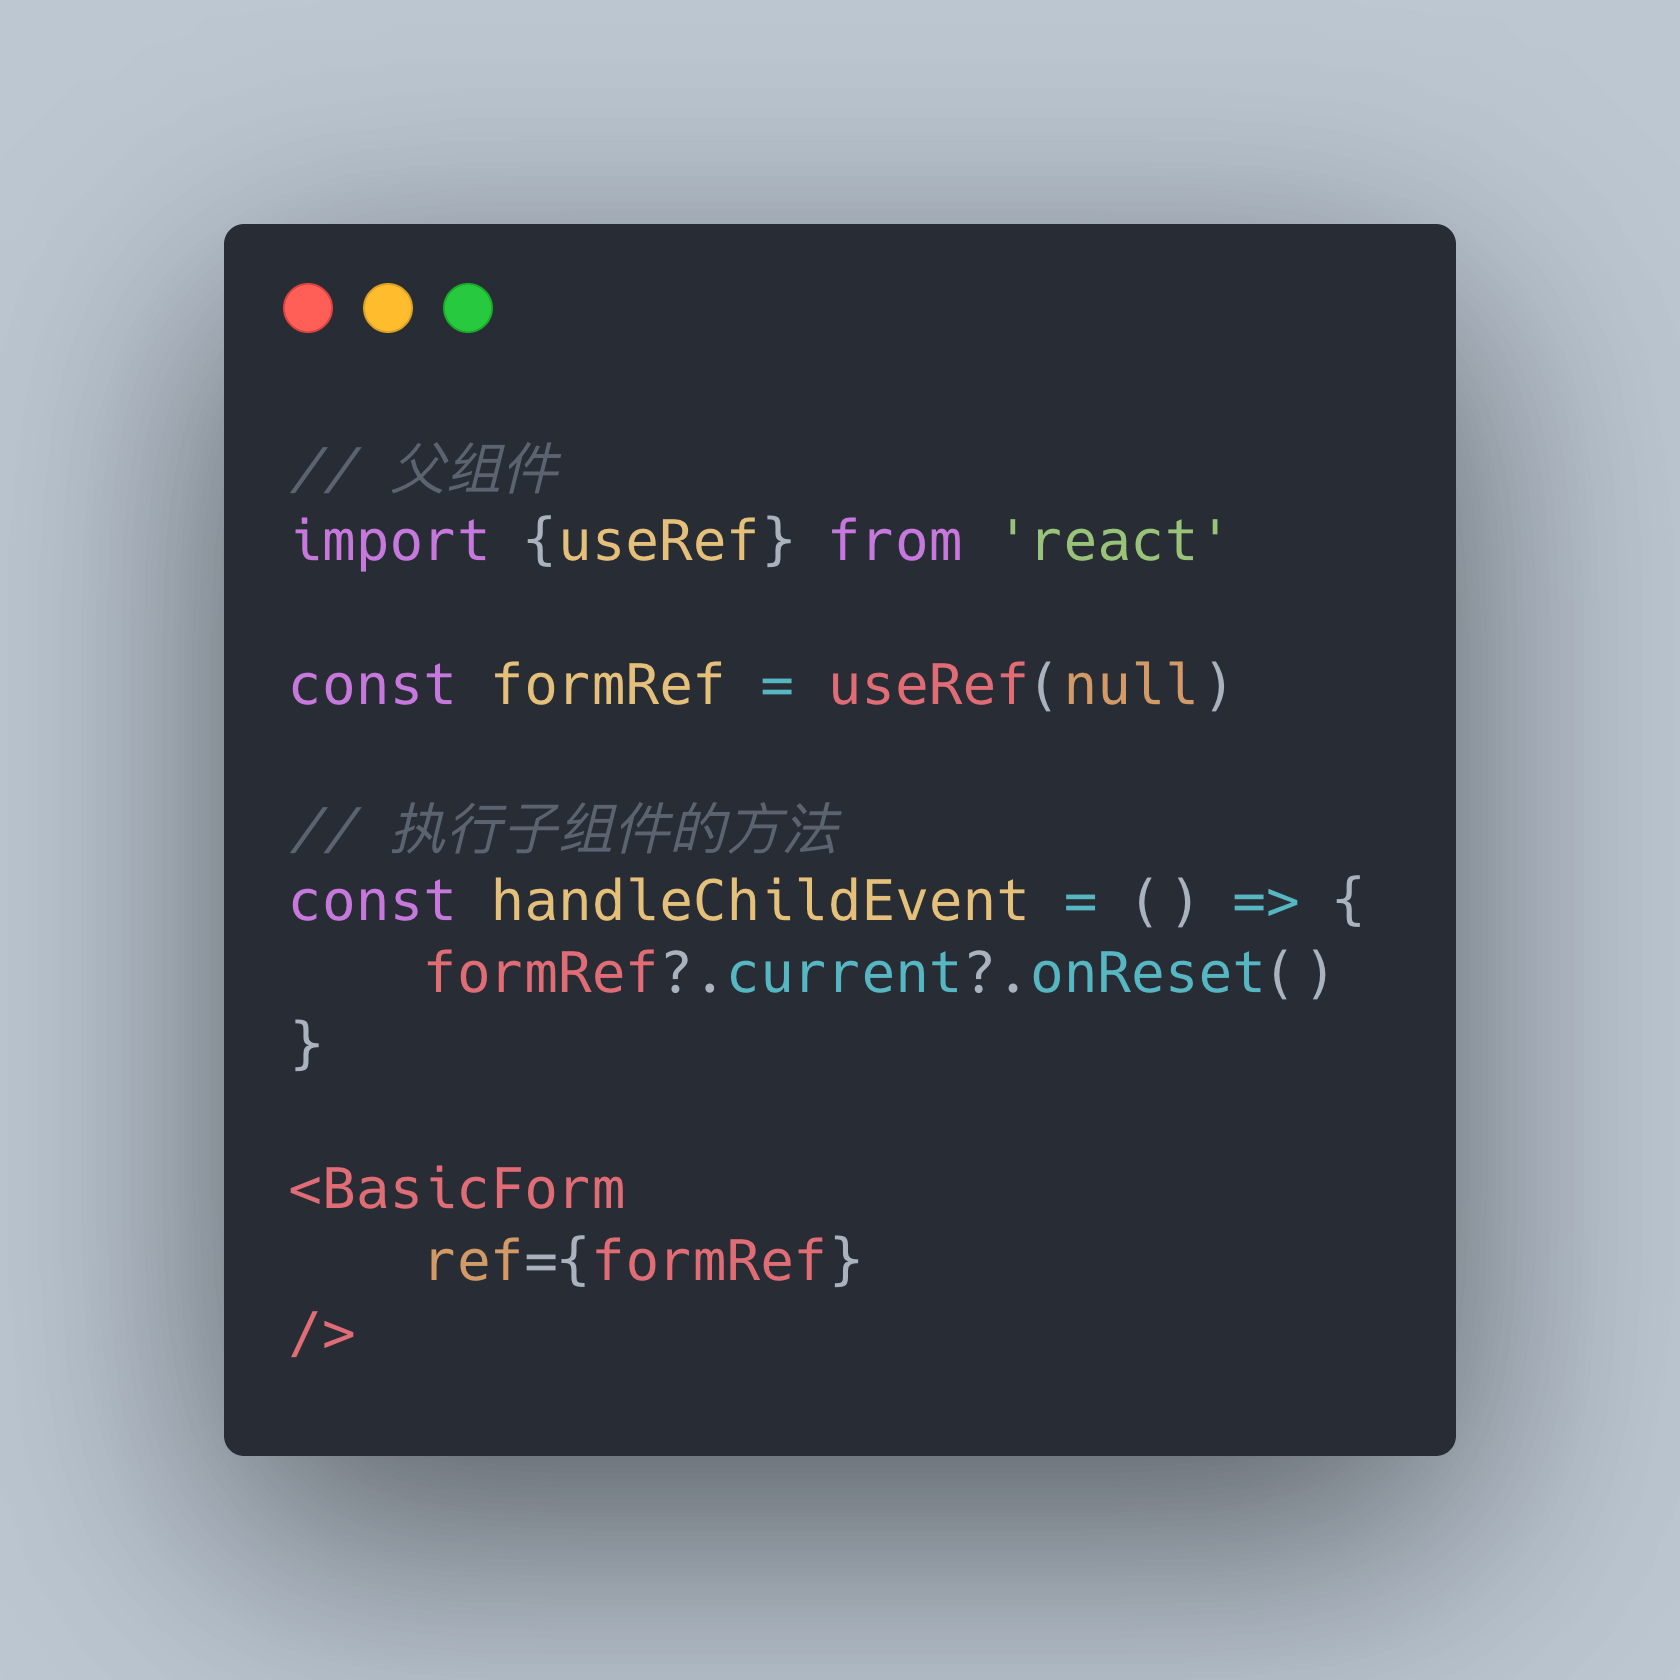 // 父组件
import {useRef} from 'react'
const formRef = useRef(null)
// 执行子组件的方法
const handleChildEvent = () => {
    formRef?.current?.onReset()
}
<BasicForm
    ref={formRef}
/>